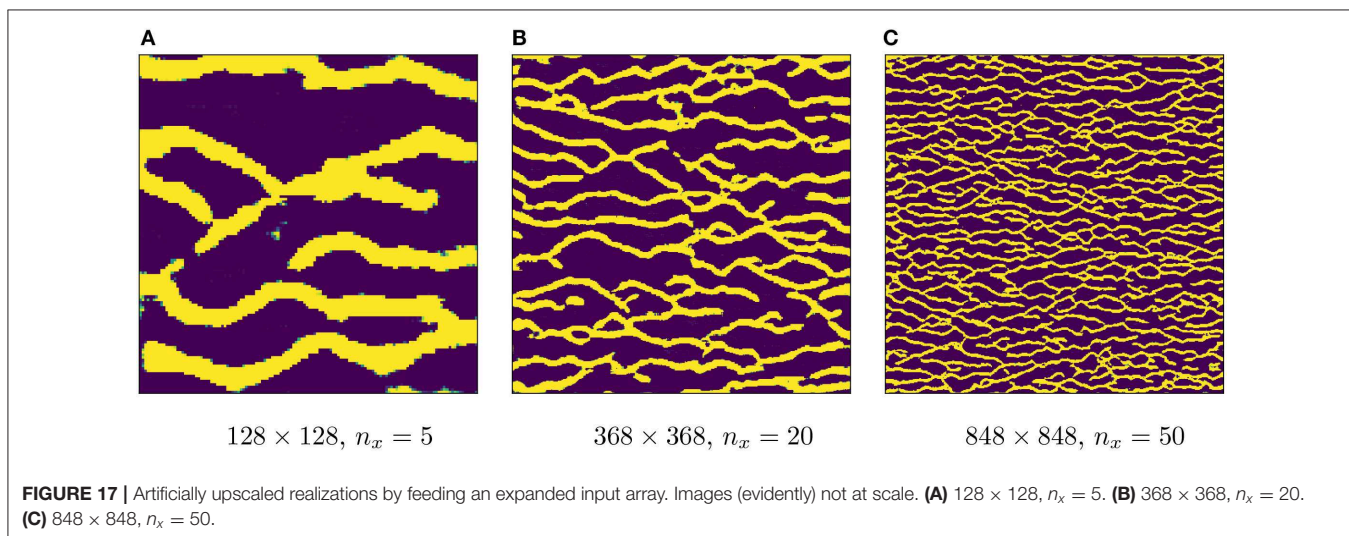 A
B
C
128 × 128, n_x = 5
368 × 368, n_x = 20
848 × 848, n_x = 50
FIGURE 17 | Artificially upscaled realizations by feeding an expanded input array. Images (evidently) not at scale. (A) 128 × 128, n_x = 5. (B) 368 × 368, n_x = 20.
(C) 848 × 848, n_x = 50.